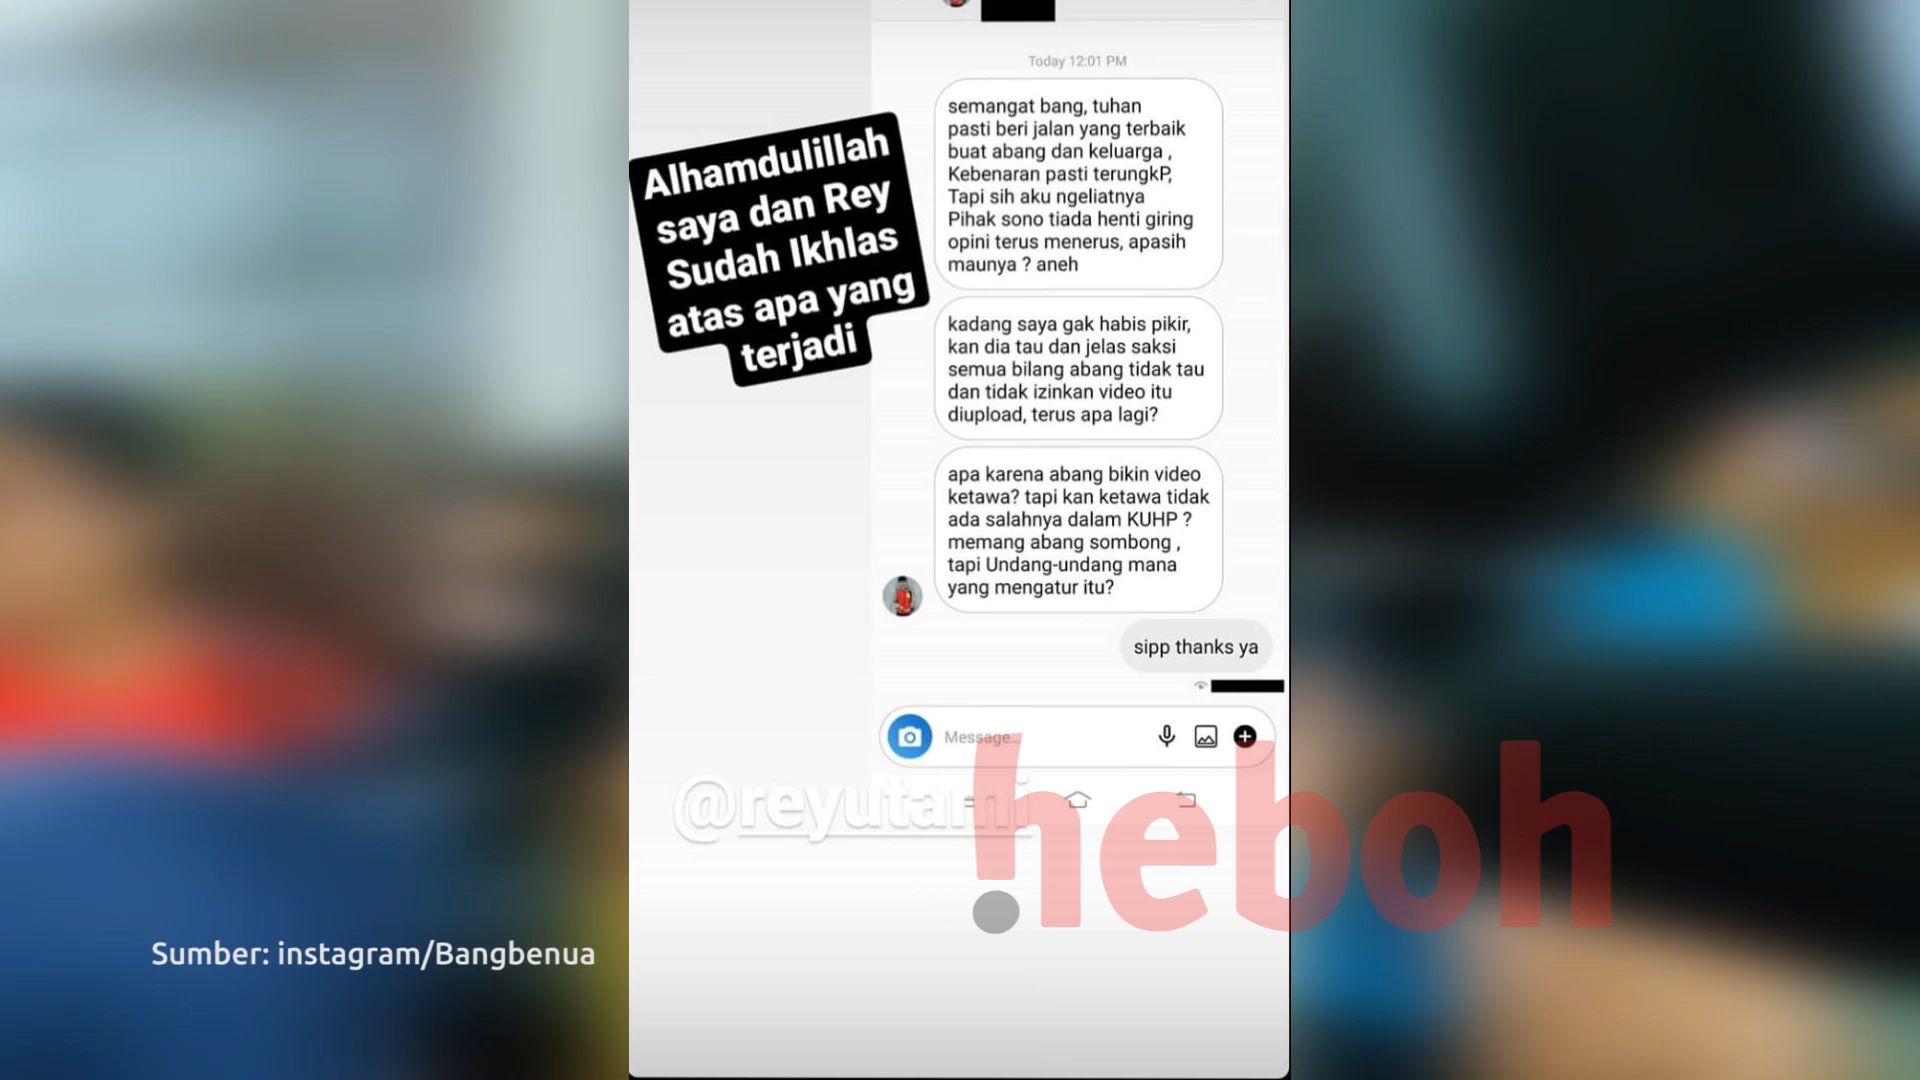 Today 12:01 PM
semangat bang, tuhan
pasti beri jalan yang terbaik
buat abang dan keluarga ,
Kebenaran pasti terungkP,
Tapi sih aku ngeliatnya
Pihak sono tiada henti giring
opini terus menerus, apasih
maunya ? aneh
Alhamdulillah
saya dan Rey
Sudah Ikhlas
atas apa yang
terjadi
kadang saya gak habis pikir,
kan dia tau dan jelas saksi
semua bilang abang tidak tau
dan tidak izinkan video itu
diupload, terus apa lagi?
apa karena abang bikin video
ketawa? tapi kan ketawa tidak
ada salahnya dalam KUHP ?
memang abang sombong ,
tapi Undang-undang mana
yang mengatur itu?
sipp thanks ya
Message...
@reyutami
heboh
Sumber: instagram/Bangbenua